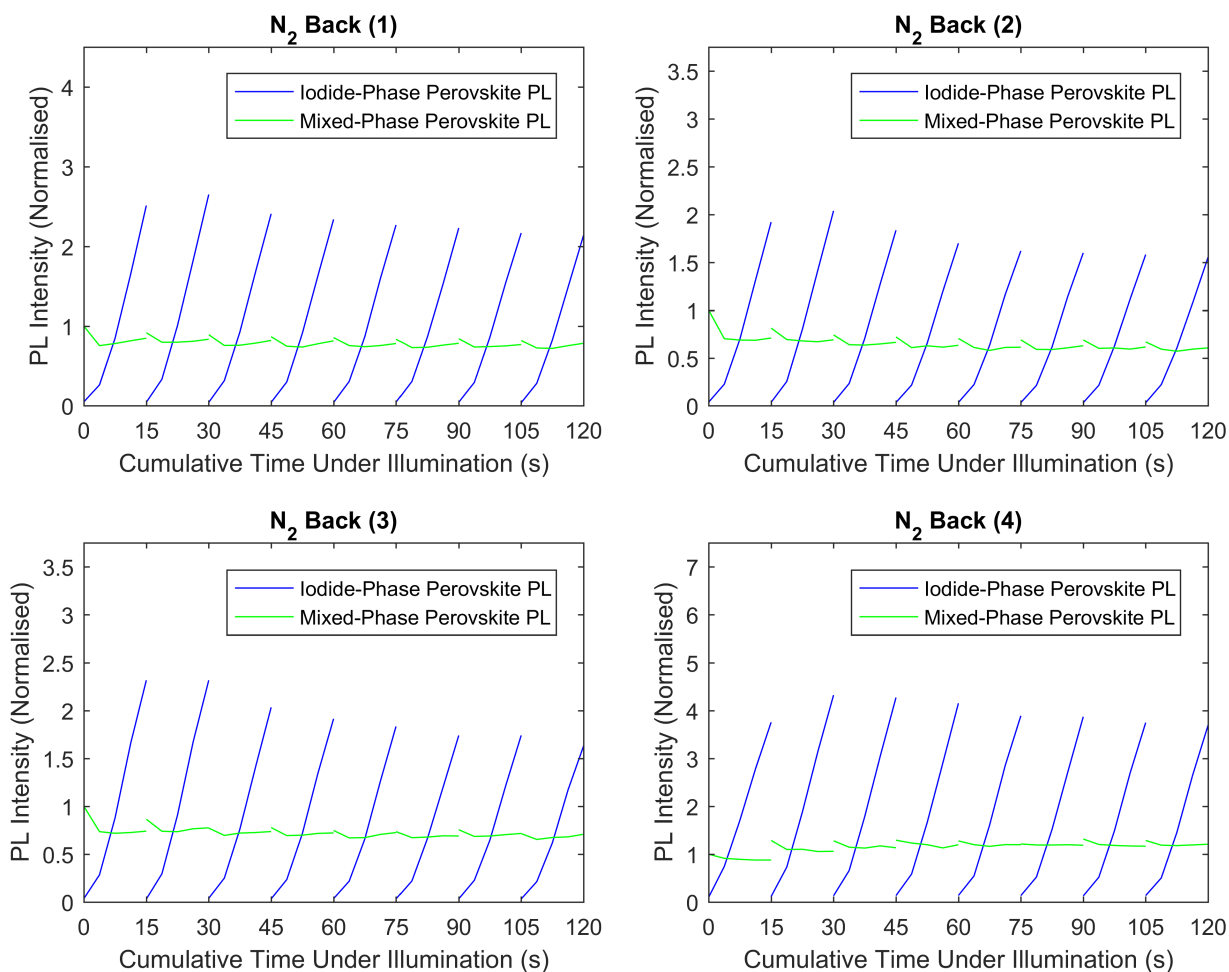 N2 Back (1)
PL Intensity (Normalised)
4
3
2
1
0
Iodide-Phase Perovskite PL
Mixed-Phase Perovskite PL
0 15 30 45 60 75 90 105 120
Cumulative Time Under Illumination (s)
N2 Back (2)
PL Intensity (Normalised)
3.5
3
2.5
2
1.5
1
0.5
0
Iodide-Phase Perovskite PL
Mixed-Phase Perovskite PL
0 15 30 45 60 75 90 105 120
Cumulative Time Under Illumination (s)
N2 Back (3)
PL Intensity (Normalised)
3.5
3
2.5
2
1.5
1
0.5
0
Iodide-Phase Perovskite PL
Mixed-Phase Perovskite PL
0 15 30 45 60 75 90 105 120
Cumulative Time Under Illumination (s)
N2 Back (4)
PL Intensity (Normalised)
7
6
5
4
3
2
1
0
Iodide-Phase Perovskite PL
Mixed-Phase Perovskite PL
0 15 30 45 60 75 90 105 120
Cumulative Time Under Illumination (s)